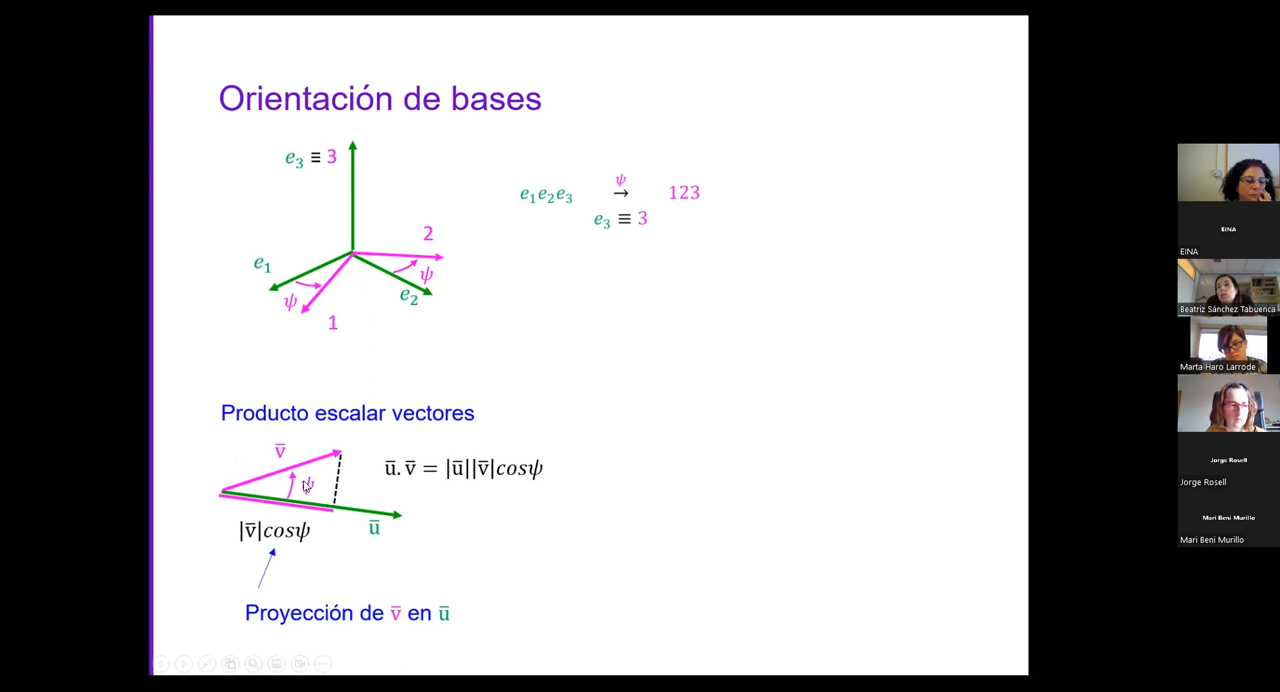 Orientación de bases
e₃ ≡ 3
e₁e₂e₃ ψ → 123
e₃ ≡ 3
2
e₁
ψ
ψ
e₂
1
Producto escalar vectores
v̅
u̅.v̅ = |u̅||v̅|cosψ
ψ
|v̅|cosψ
u̅
Proyección de v̅ en u̅
EINA
EINA
Beatriz Sánchez Tabuenca
Marta Haro Larrode
Jorge Rosell
Jorge Rosell
Mari Beni Murillo
Mari Beni Murillo